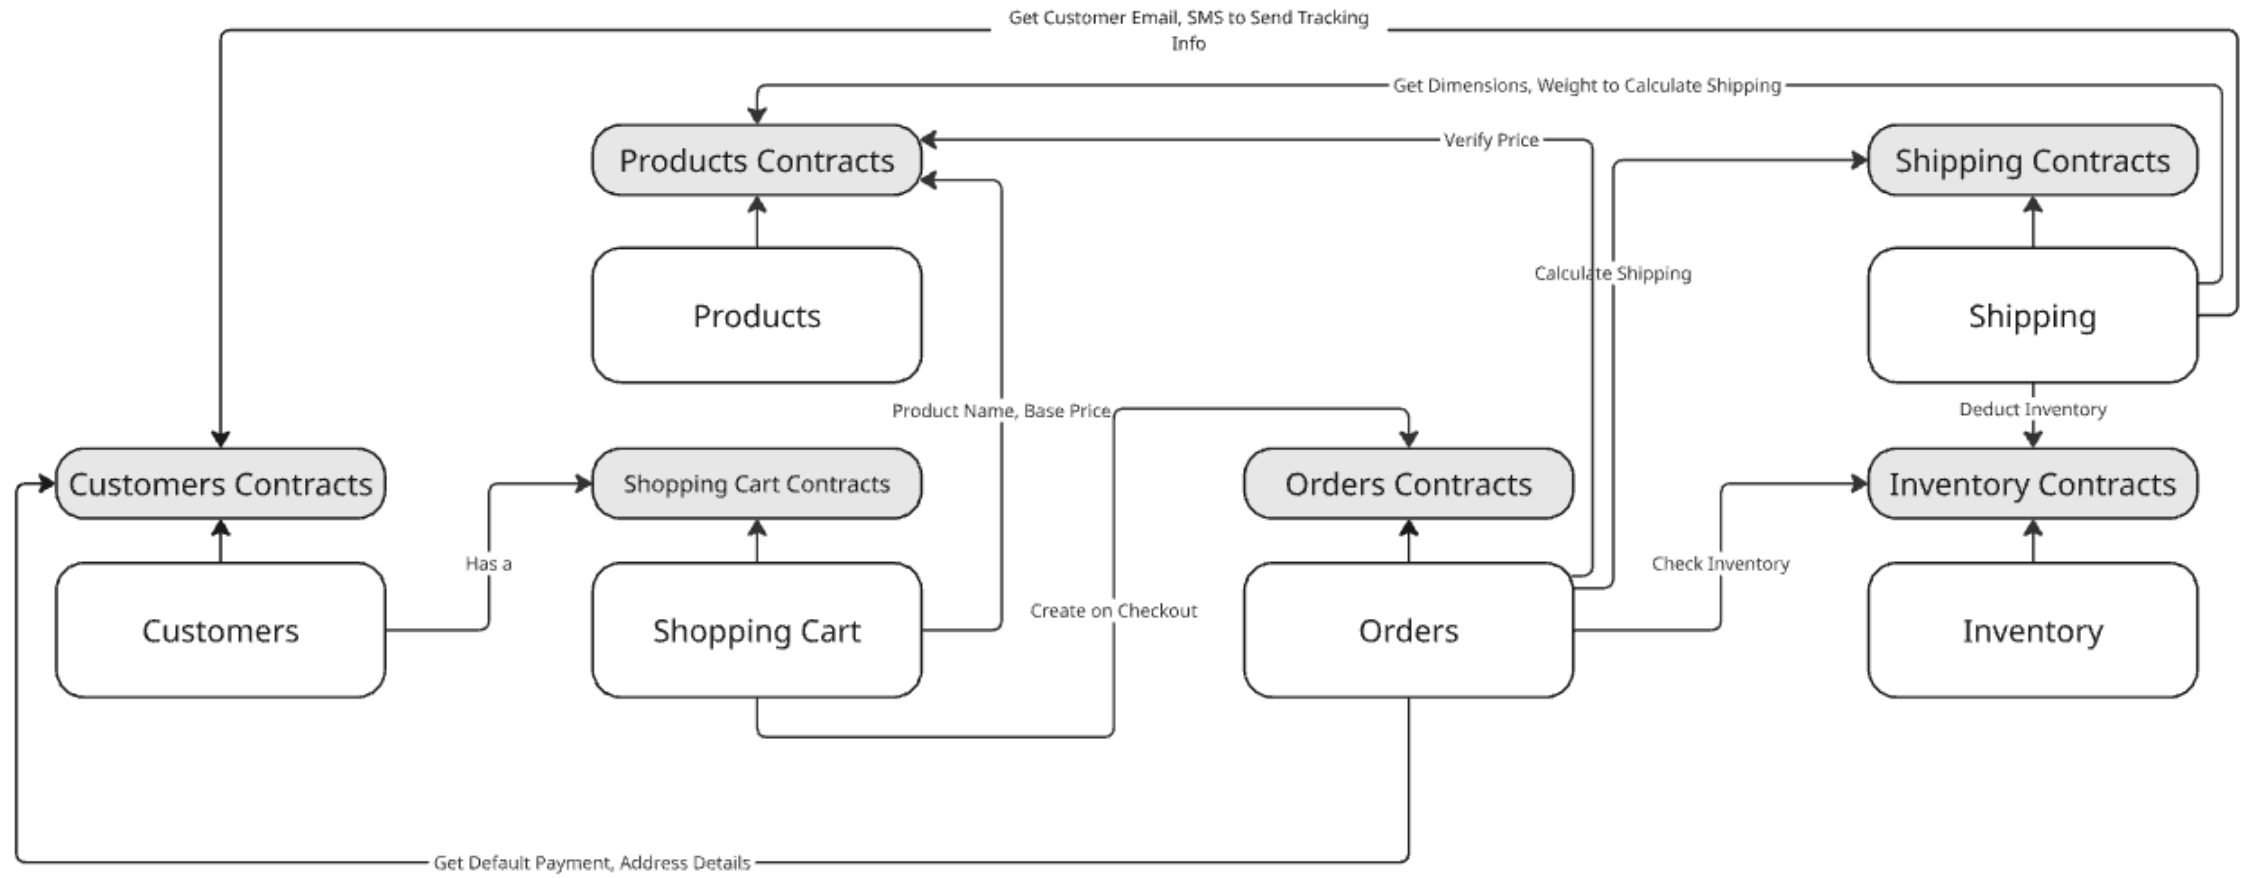 Get Customer Email, SMS to Send Tracking
Info
Get Dimensions, Weight to Calculate Shipping
Verify Price
Products Contracts
Shipping Contracts
Calculate Shipping
Products
Shipping
Product Name, Base Price
Deduct Inventory
Customers Contracts
Shopping Cart Contracts
Orders Contracts
Inventory Contracts
Has a
Check Inventory
Create on Checkout
Customers
Shopping Cart
Orders
Inventory
Get Default Payment, Address Details